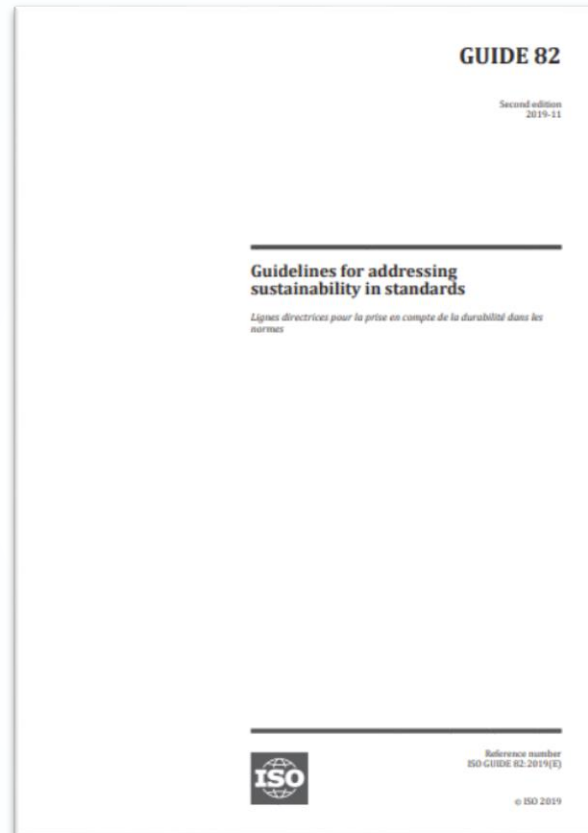 GUIDE 82
Second edition
2019-11
Guidelines for addressing
sustainability in standards
Lignes directrices pour la prise en compte de la durabilité dans les
normes
ISO
Reference number
ISO GUIDE 82:2019(E)
© ISO 2019